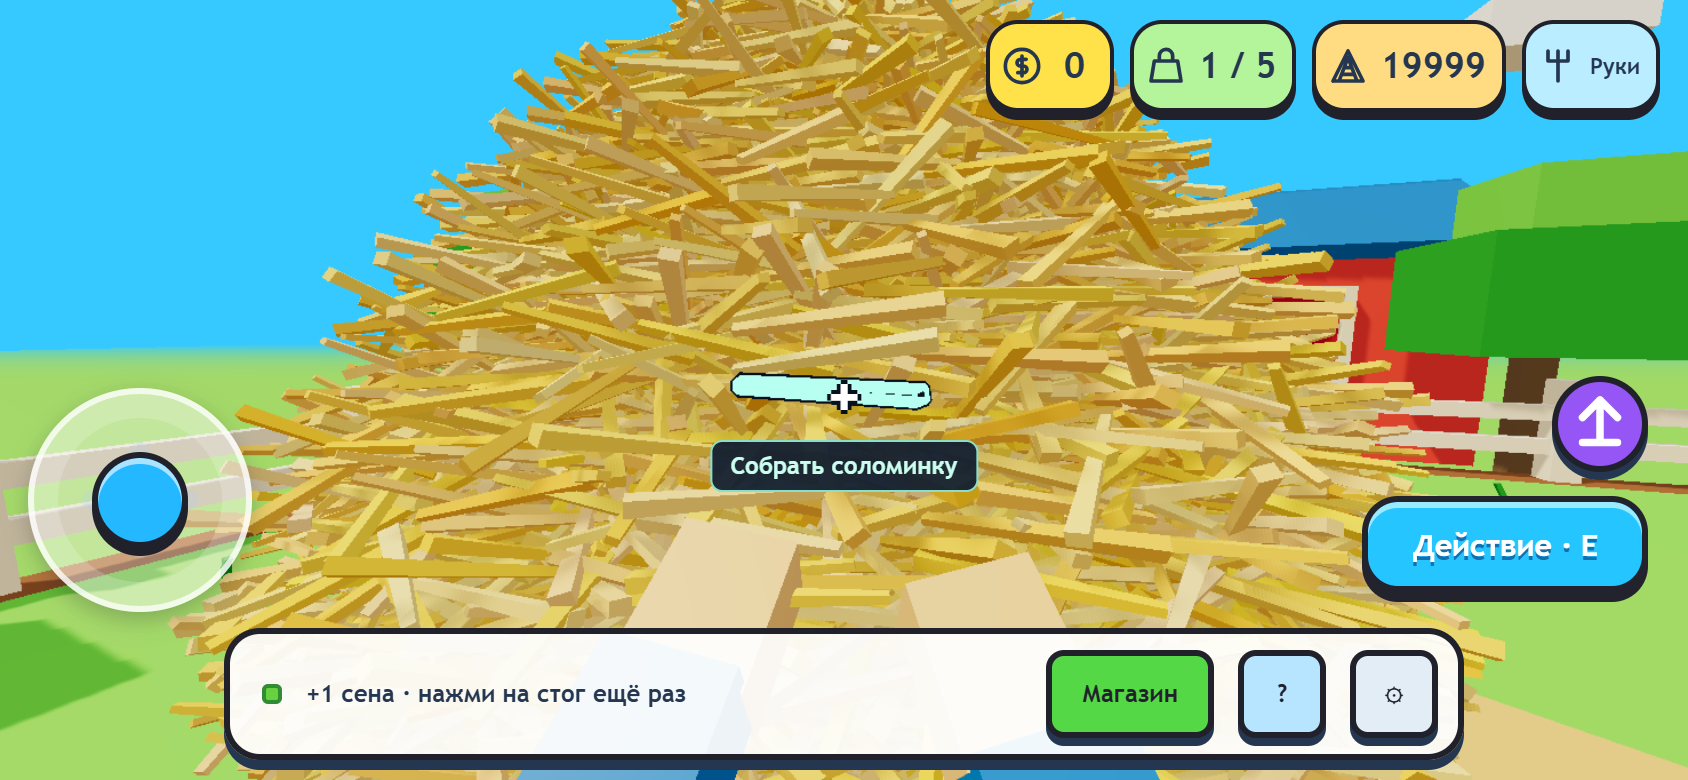 0
1 / 5
19999
Руки
Собрать соломинку
Действие · E
+1 сена · нажми на стог ещё раз
Магазин
?